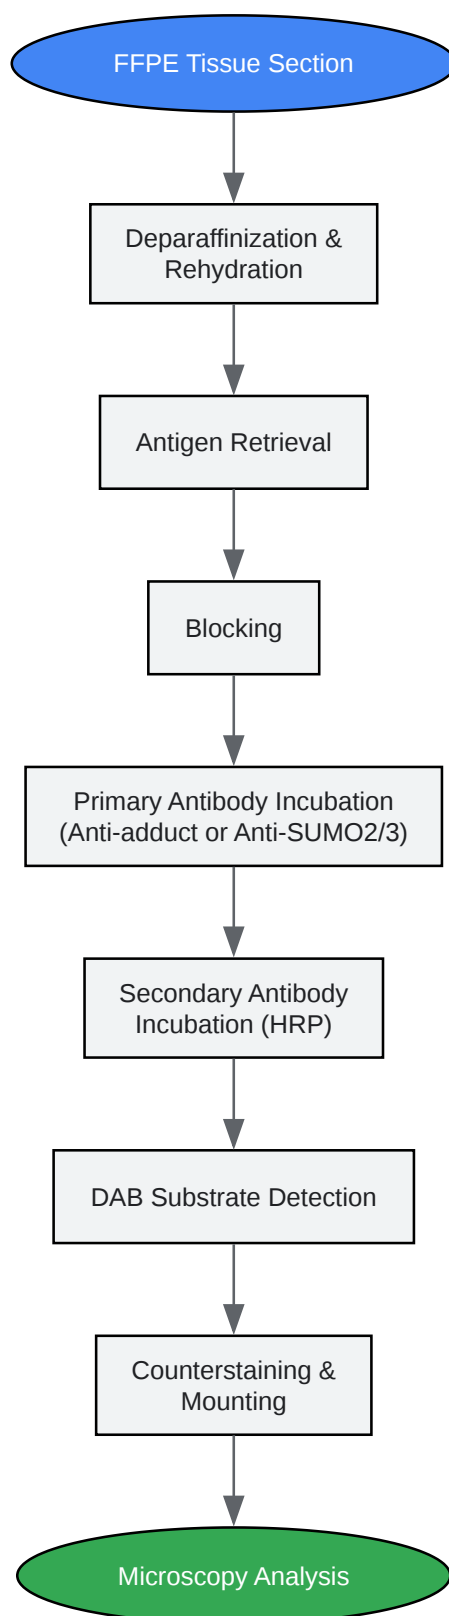 FFPE Tissue Section
Deparaffinization &
Rehydration
Antigen Retrieval
Blocking
Primary Antibody Incubation
(Anti-adduct or Anti-SUMO2/3)
Secondary Antibody
Incubation (HRP)
DAB Substrate Detection
Counterstaining &
Mounting
Microscopy Analysis